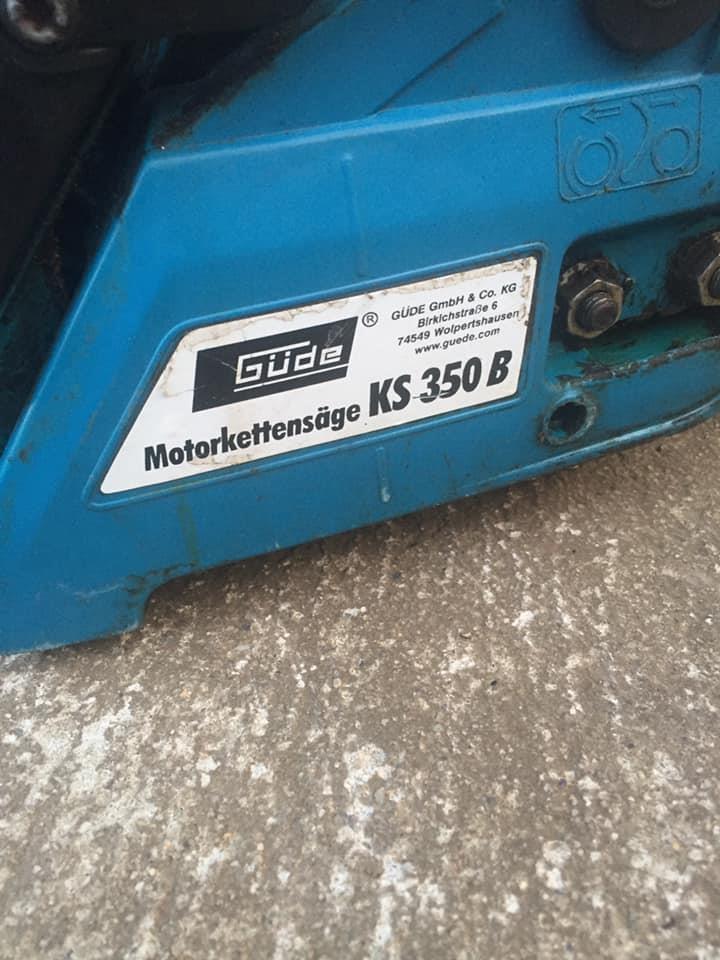 Güde ®
GÜDE GmbH & Co. KG
Birkichstraße 6
74549 Wolpertshausen
www.guede.com
Motorkettensäge KS 350 B